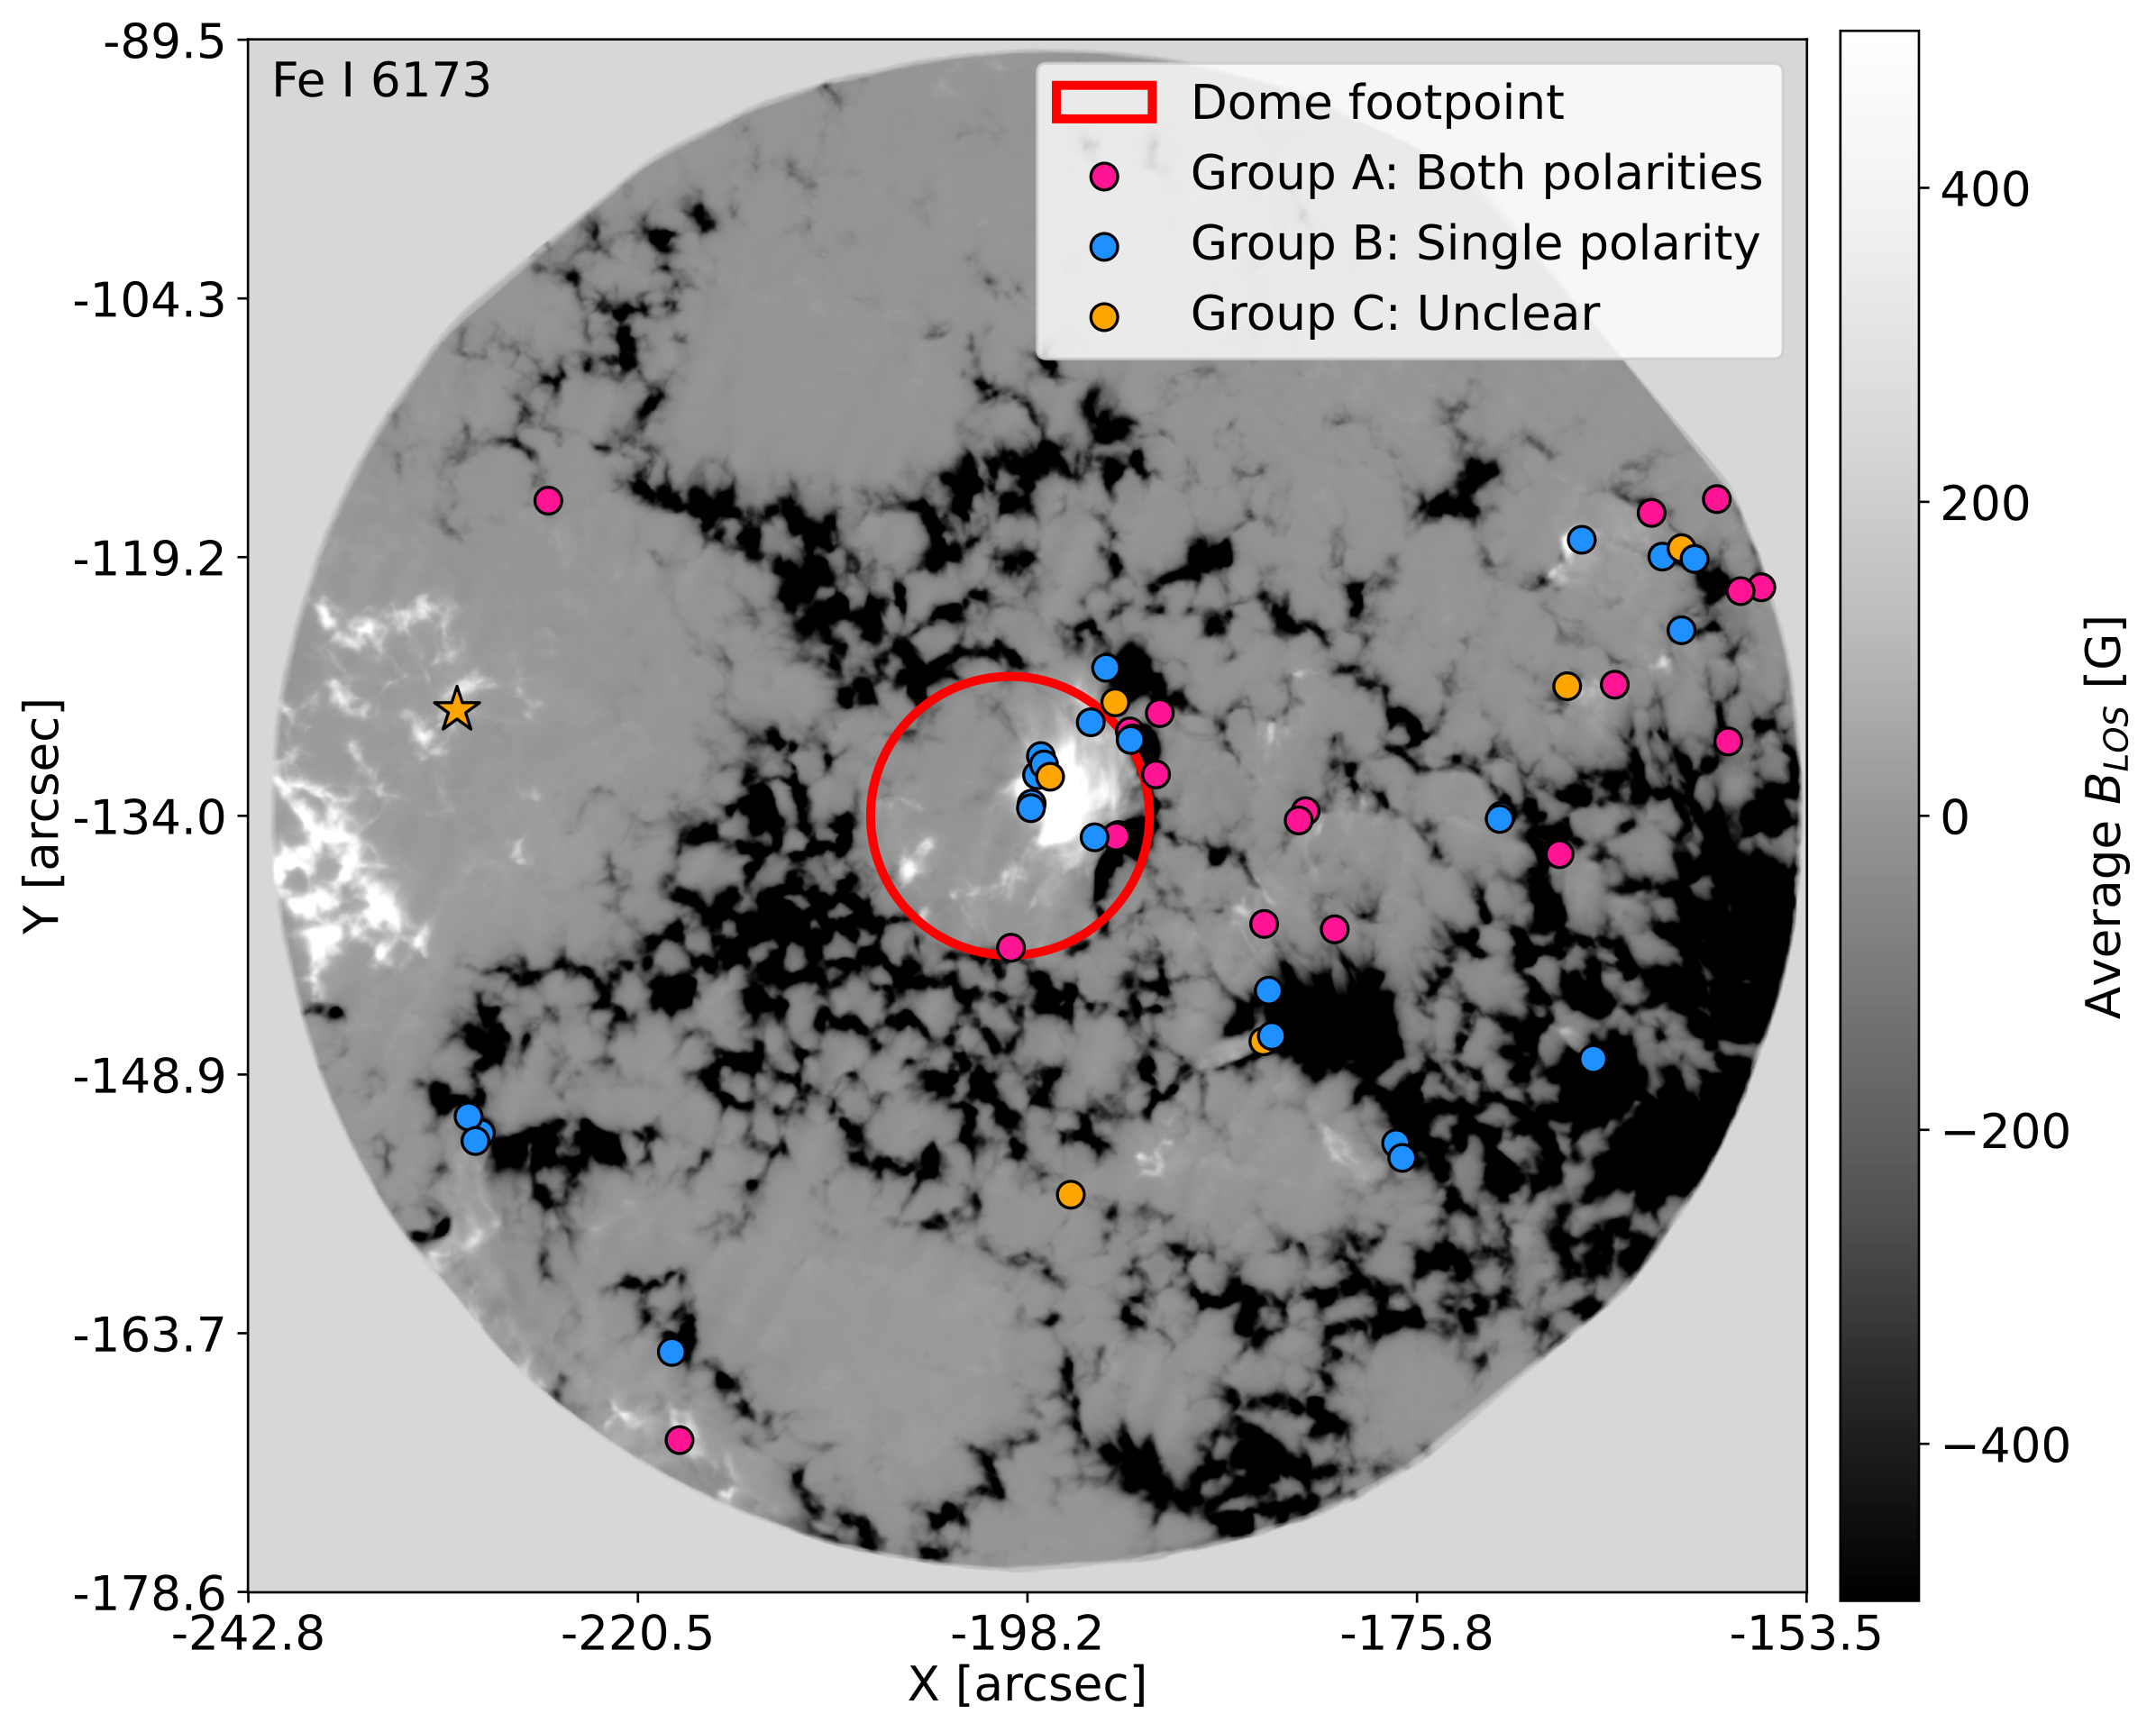 Fe I 6173
Dome footpoint
Group A: Both polarities
Group B: Single polarity
Group C: Unclear
-89.5
-104.3
-119.2
-134.0
-148.9
-163.7
-178.6
Y [arcsec]
-242.8
-220.5
-198.2
-175.8
-153.5
X [arcsec]
400
200
0
−200
−400
Average B_LOS [G]